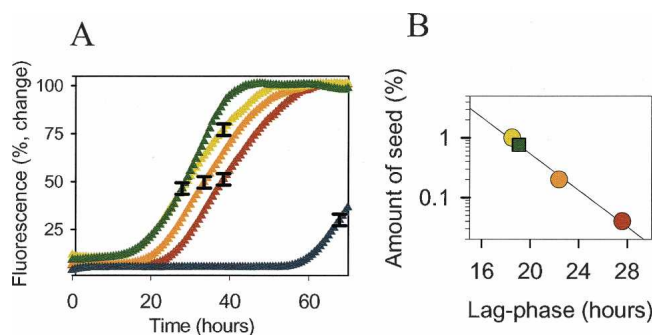 A
Fluorescence (%, change)
100
75
50
25
0
20
40
60
Time (hours)
B
Amount of seed (%)
1
0.1
16
20
24
28
Lag-phase (hours)